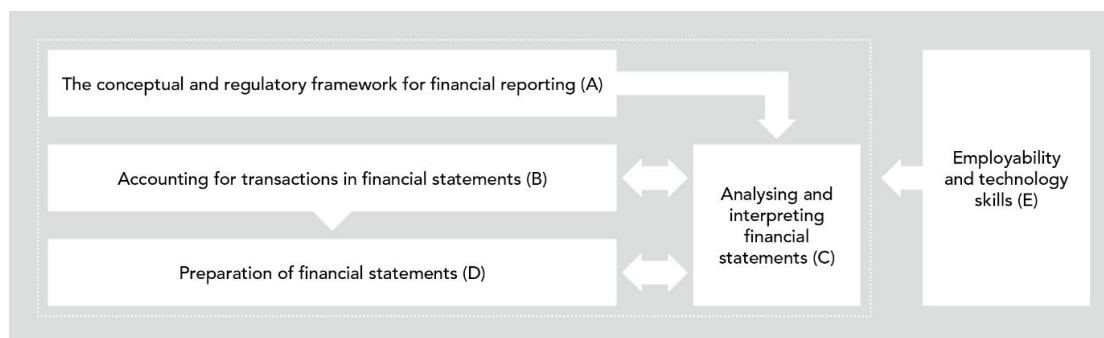 The conceptual and regulatory framework for financial reporting (A)
Accounting for transactions in financial statements (B)
Preparation of financial statements (D)
Analysing and
interpreting
financial
statements (C)
Employability
and technology
skills (E)